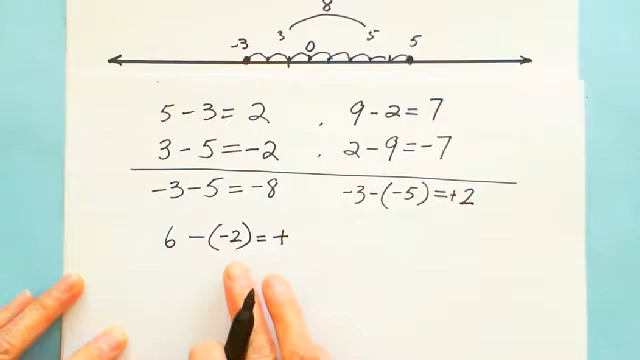 8
3 5
-3 0 5
5 - 3 = 2 . 9 - 2 = 7
3 - 5 = -2 . 2 - 9 = -7
-3 - 5 = -8 -3 - (-5) = +2
6 - (-2) = +